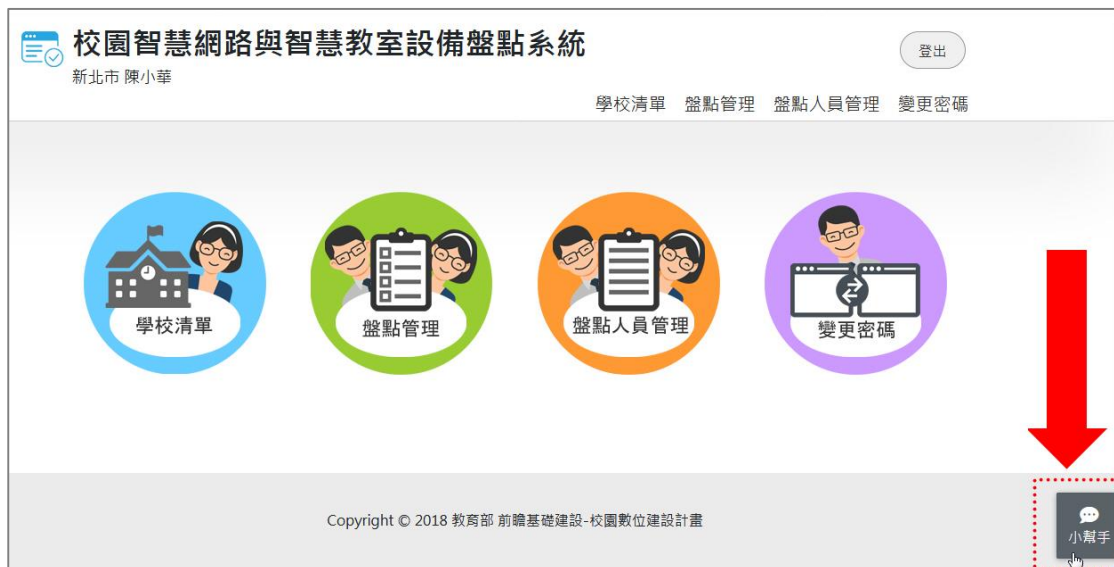 校園智慧網路與智慧教室設備盤點系統
新北市 陳小華
登出
學校清單 盤點管理 盤點人員管理 變更密碼
學校清單
盤點管理
盤點人員管理
變更密碼
Copyright © 2018 教育部 前瞻基礎建設-校園數位建設計畫
小幫手